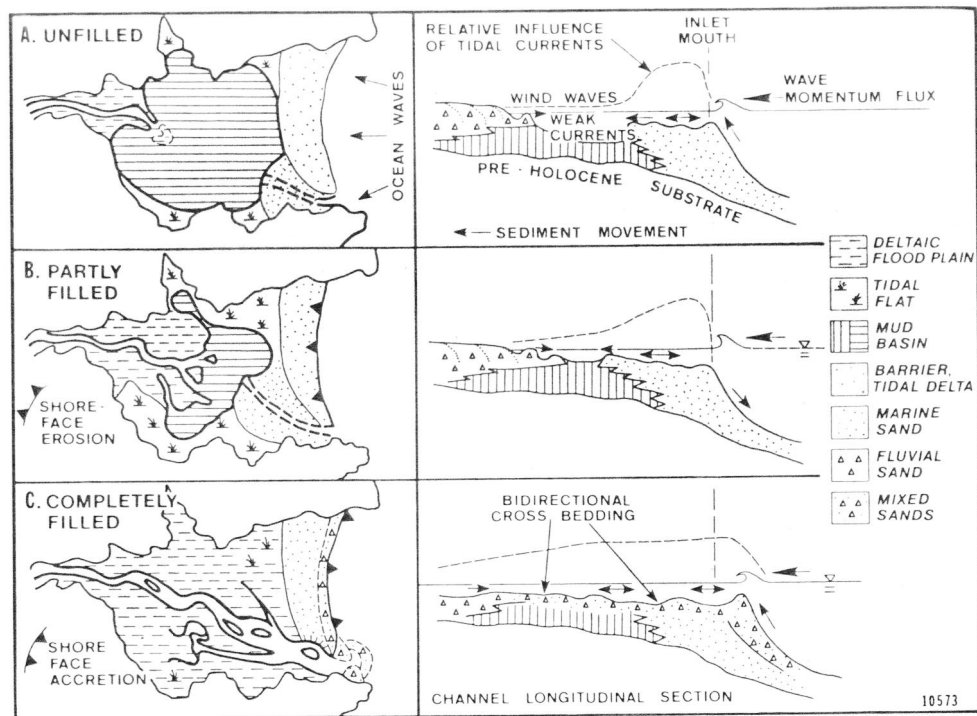 A. UNFILLED
OCEAN WAVES
RELATIVE INFLUENCE
OF TIDAL CURRENTS
INLET
MOUTH
WAVE
MOMENTUM FLUX
WIND WAVES
WEAK
CURRENTS
PRE - HOLOCENE SUBSTRATE
SEDIMENT MOVEMENT
B. PARTLY
FILLED
SHORE-
FACE
EROSION
DELTAIC
FLOOD PLAIN
TIDAL
FLAT
MUD
BASIN
BARRIER,
TIDAL DELTA
MARINE
SAND
FLUVIAL
SAND
MIXED
SANDS
C. COMPLETELY
FILLED
SHORE
FACE
ACCRETION
BIDIRECTIONAL
CROSS BEDDING
CHANNEL LONGITUDINAL SECTION
10573